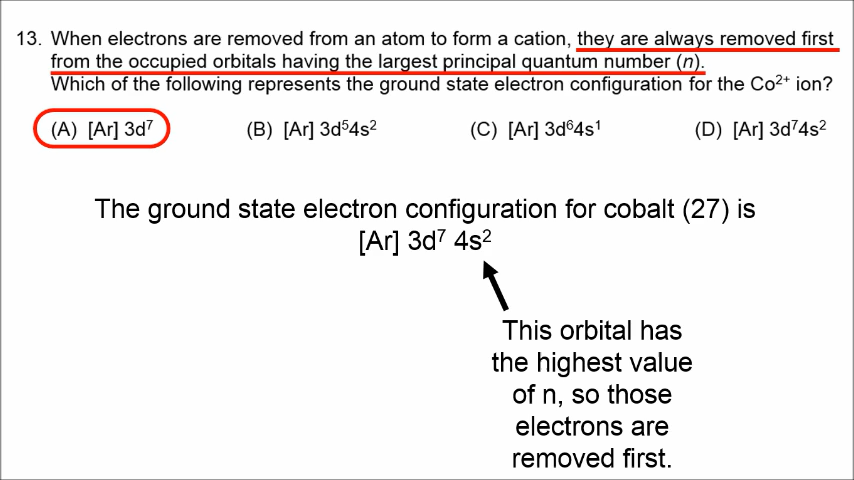 13. When electrons are removed from an atom to form a cation, they are always removed first
from the occupied orbitals having the largest principal quantum number (n).
Which of the following represents the ground state electron configuration for the Co²⁺ ion?
(A) [Ar] 3d⁷ (B) [Ar] 3d⁵4s² (C) [Ar] 3d⁶4s¹ (D) [Ar] 3d⁷4s²
The ground state electron configuration for cobalt (27) is
[Ar] 3d⁷ 4s²
This orbital has
the highest value
of n, so those
electrons are
removed first.